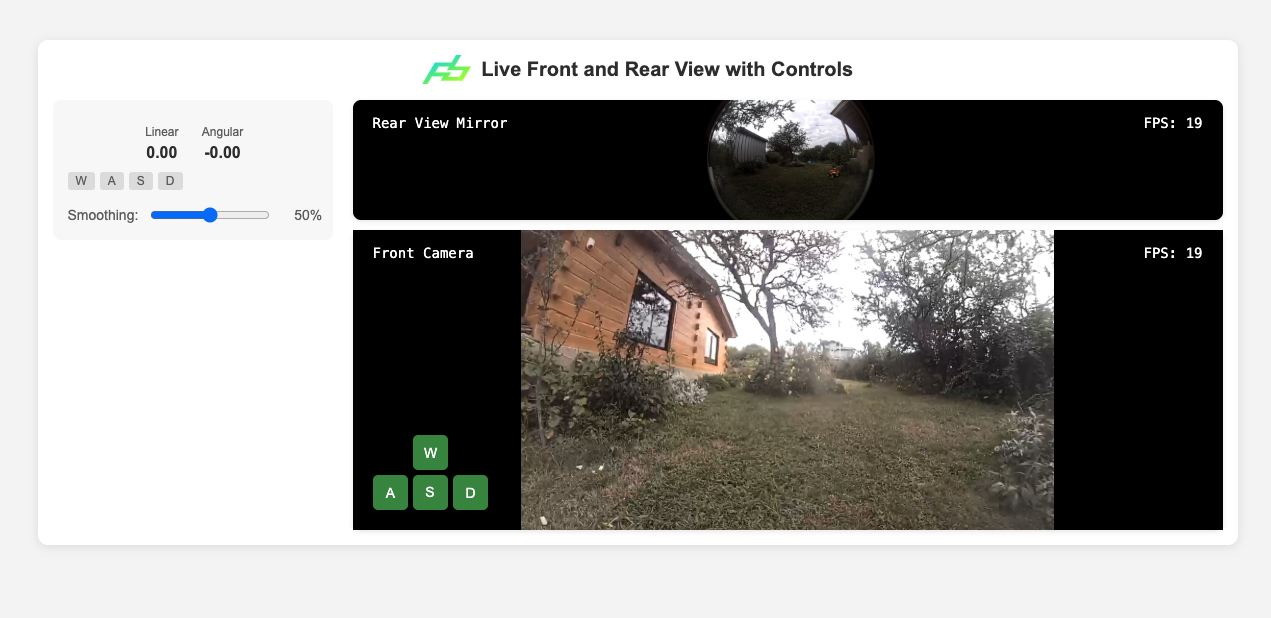 Live Front and Rear View with Controls
Linear Angular
0.00 -0.00
W A S D
Smoothing: 50%
Rear View Mirror FPS: 19
Front Camera FPS: 19
W
A S D